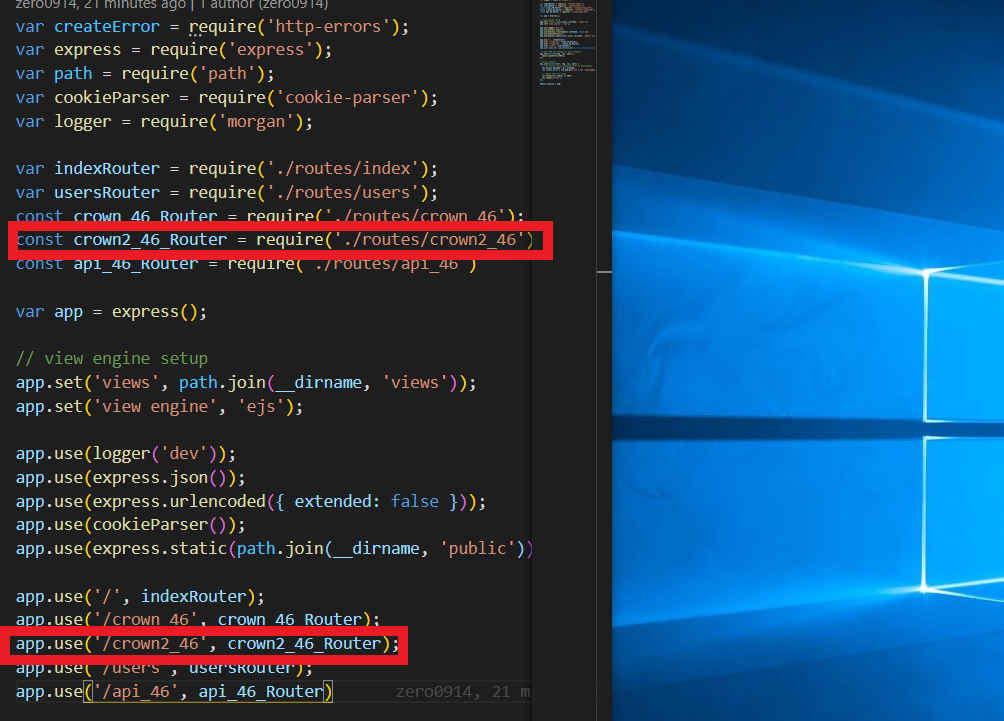 zero0914, 21 minutes ago | 1 author (zero0914)
var createError = require('http-errors');
var express = require('express');
var path = require('path');
var cookieParser = require('cookie-parser');
var logger = require('morgan');
var indexRouter = require('./routes/index');
var usersRouter = require('./routes/users');
const crown_46_Router = require('./routes/crown_46');
const crown2_46_Router = require('./routes/crown2_46')
const api_46_Router = require('./routes/api_46')
var app = express();
// view engine setup
app.set('views', path.join(__dirname, 'views'));
app.set('view engine', 'ejs');
app.use(logger('dev'));
app.use(express.json());
app.use(express.urlencoded({ extended: false }));
app.use(cookieParser());
app.use(express.static(path.join(__dirname, 'public'))
app.use('/', indexRouter);
app.use('/crown_46', crown_46_Router);
app.use('/crown2_46', crown2_46_Router);
app.use('/users', usersRouter);
app.use('/api_46', api_46_Router) zero0914, 21 m